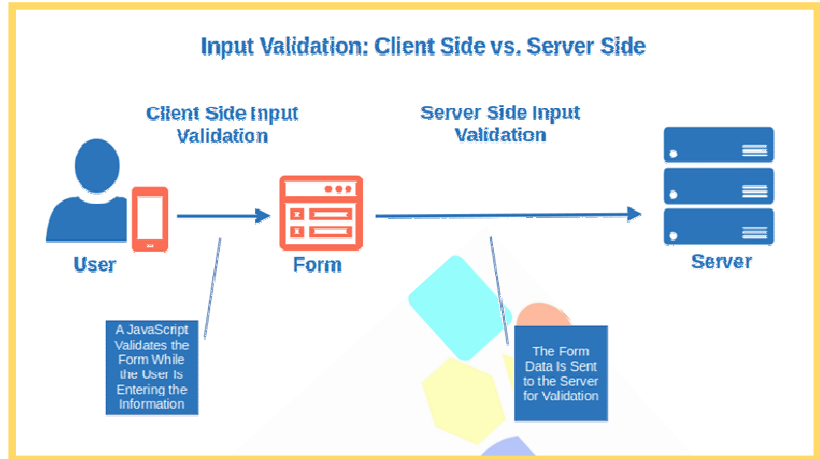 Input Validation: Client Side vs. Server Side
Client Side Input
Validation
Server Side Input
Validation
User
Form
Server
A JavaScript
Validates the
Form While
the User Is
Entering the
Information
The Form
Data Is Sent
to the Server
for Validation